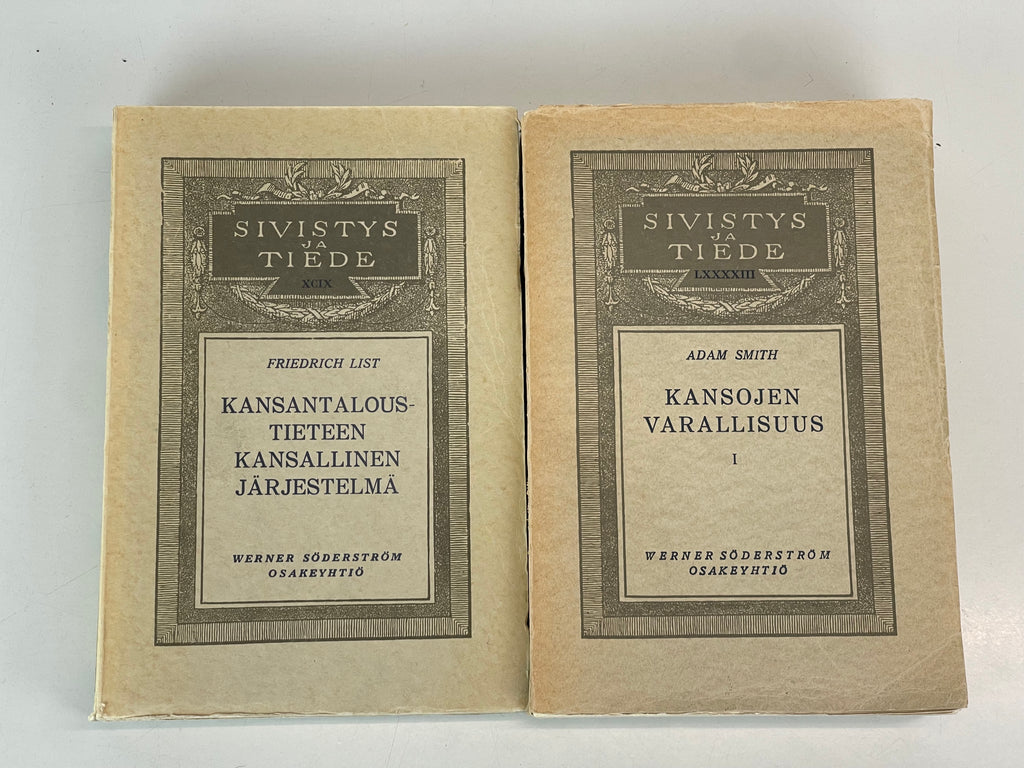 SIVISTYS
JA
TIEDE
XCIX
FRIEDRICH LIST
KANSANTALOUS-
TIETEEN
KANSALLINEN
JÄRJESTELMÄ
WERNER SÖDERSTRÖM
OSAKEYHTIÖ
SIVISTYS
JA
TIEDE
LXXXXIII
ADAM SMITH
KANSOJEN
VARALLISUUS
I
WERNER SÖDERSTRÖM
OSAKEYHTIÖ